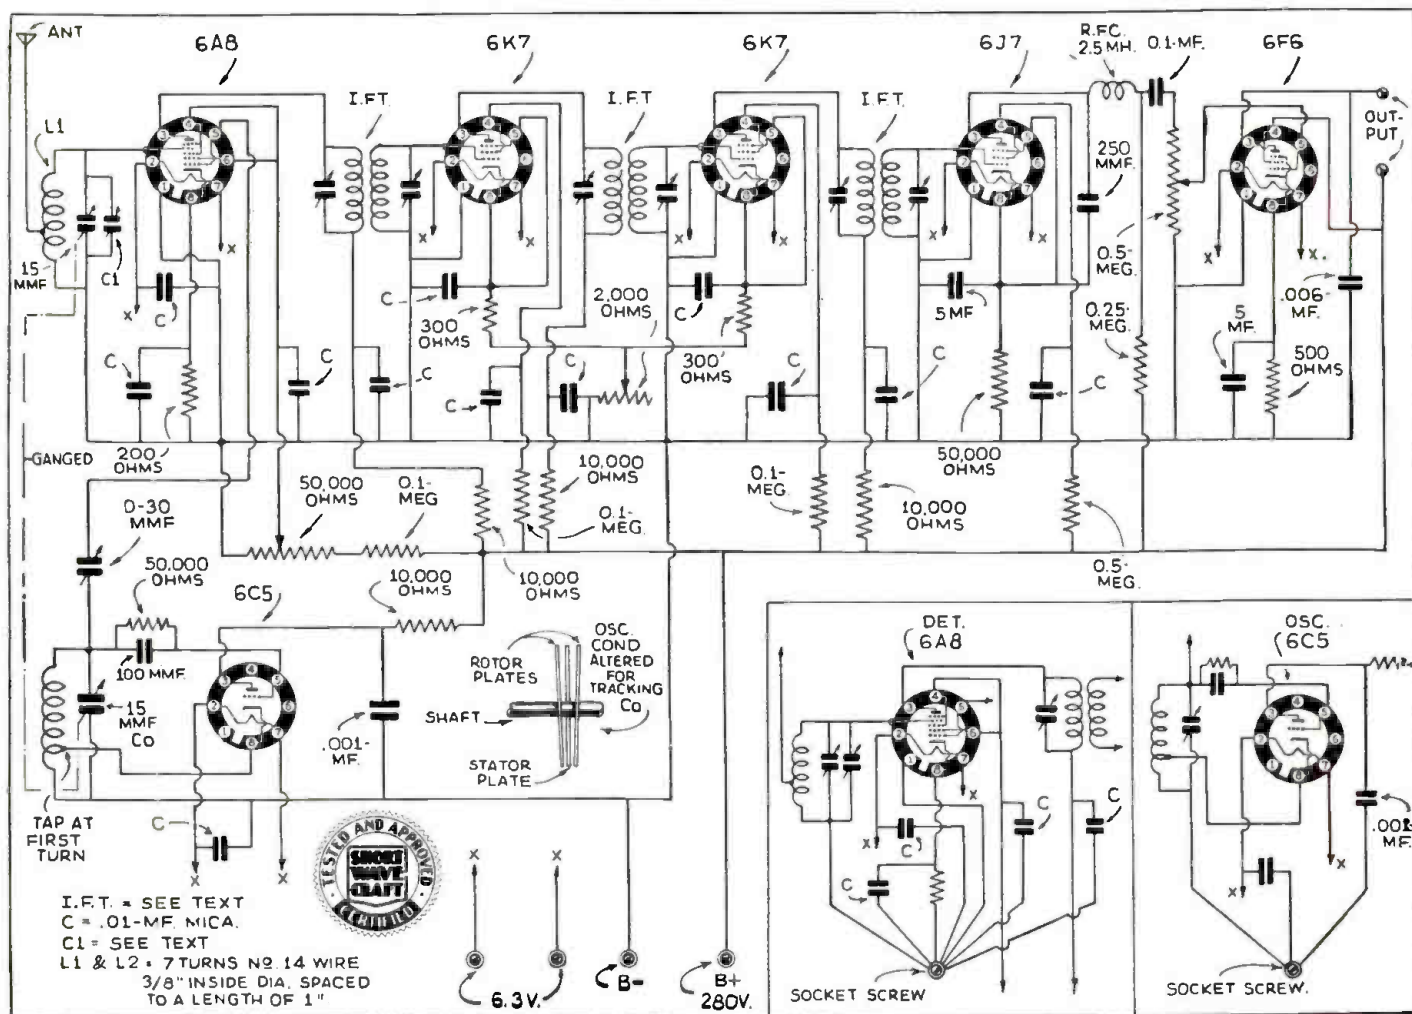 ANT
6A8
6K7
6K7
6J7
R.F.C.
2.5 MH.
0.1-MF.
6F6
I.F.T.
I.F.T
I.F.T.
L1
OUT-
PUT
250
MMF.
15
MMF
C1
C
C
300
OHMS
C
C
2,000
OHMS
C
300
OHMS
5 MF
0.5-
MEG.
0.25-
MEG.
.006-
MF.
5
MF.
500
OHMS
X
X
X
X
X
X
X.
C
C
C
C
C
C
C
GANGED
200
OHMS
50,000
OHMS
0.1-
MEG
10,000
OHMS
0.1-
MEG.
0.1-
MEG.
10,000
OHMS
50,000
OHMS
D-30
MMF.
50,000
OHMS
6C5
10,000
OHMS
10,000
OHMS
0.5-
MEG.
100 MMF.
15
MMF
Co
.001-
MF.
ROTOR
PLATES
SHAFT
STATOR
PLATE
OSC.
COND
ALTERED
FOR
TRACKING
Co
TAP AT
FIRST
TURN
C
X
X
TESTED AND APPROVED
SHORT
WAVE
CRAFT
CERTIFIED
I.F.T. = SEE TEXT
C = .01-MF. MICA.
C1 = SEE TEXT
L1 & L2 = 7 TURNS Nº 14 WIRE
3/8" INSIDE DIA. SPACED
TO A LENGTH OF 1"
X
X
6.3 V.
B-
B+
280V.
DET.
6A8
X
X
C
C
C
C
SOCKET SCREW
OSC.
6C5
X
X
MF.
SOCKET SCREW.